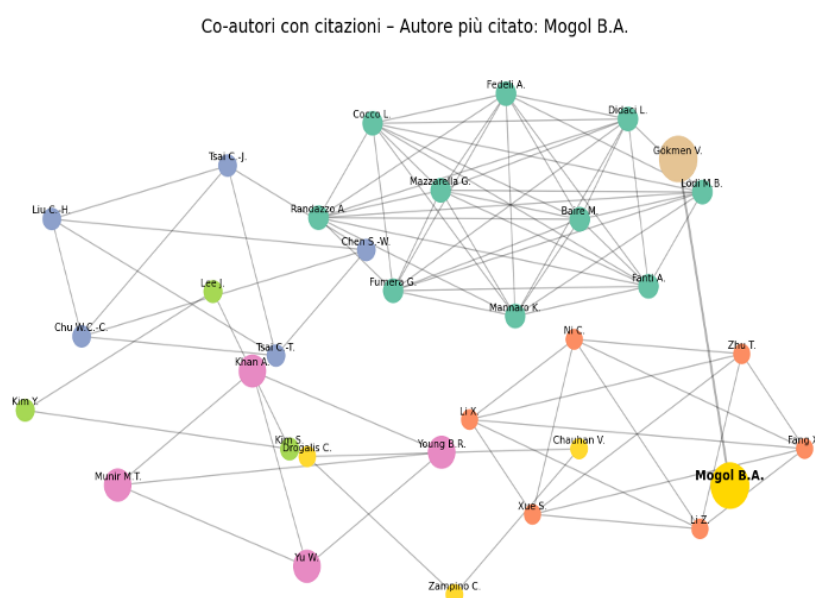 Co-autori con citazioni – Autore più citato: Mogol B.A.
Fedeli A.
Cocco L.
Didaci L.
Gökmen V.
Tsai C.-J.
Mazzarella G.
Lodi M.B.
Liu C.-H.
Randazzo A.
Baire M.
Chen S.-W.
Lee J.
Fumero G.
Fanti A.
Mannaro K.
Chu W.C.-C.
Tsai C.-T.
Ni C.
Zhu T.
Khan A.
Kim Y.
Li X.
Kim S.
Drogalis C.
Young B.R.
Chauhan V.
Fang X.
Munir M.T.
Mogol B.A.
Xue S.
Li Z.
Yu W.
Zampino C.